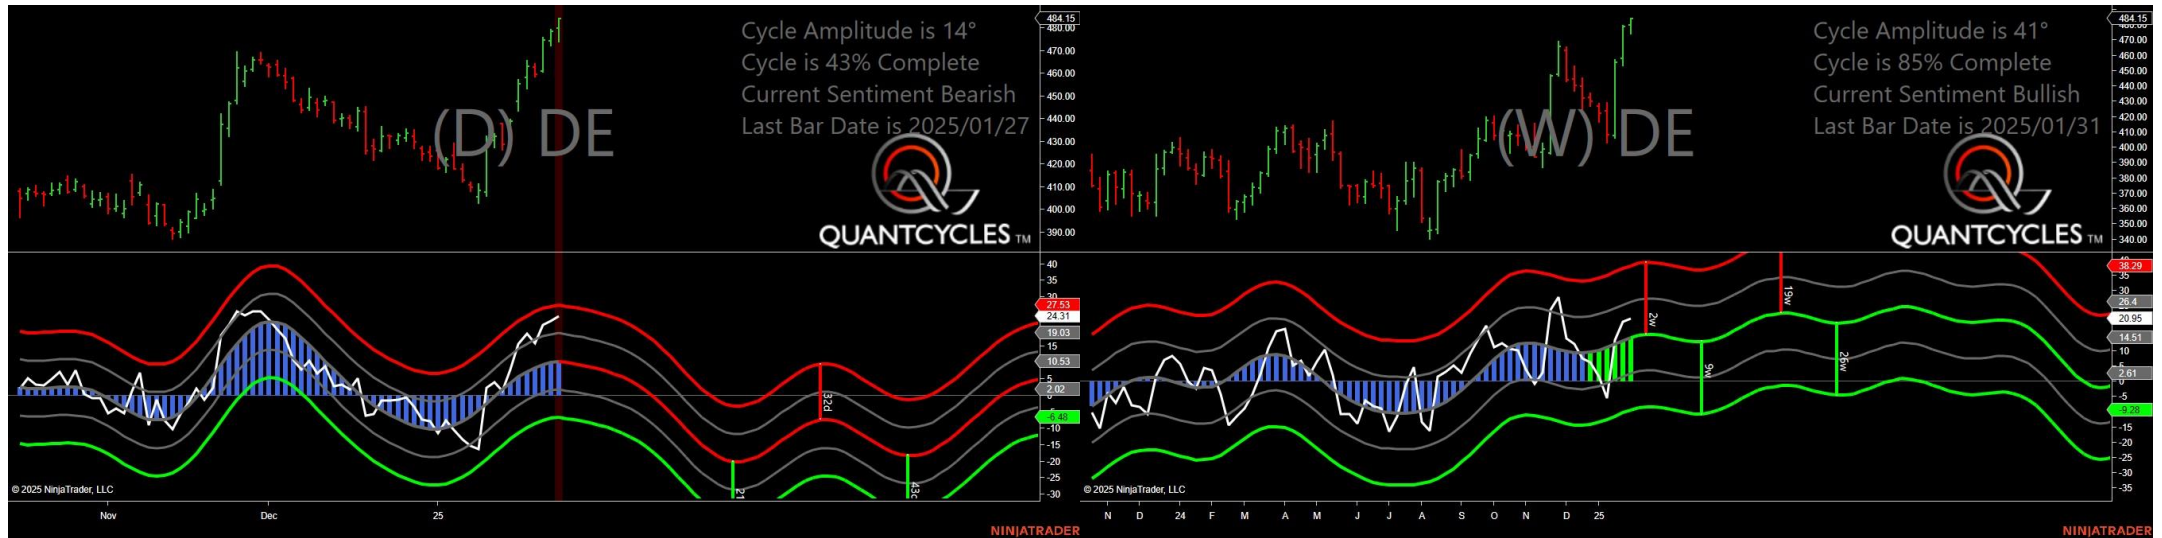 Cycle Amplitude is 14°
Cycle is 43% Complete
Current Sentiment Bearish
Last Bar Date is 2025/01/27
(D) DE
QUANTCYCLES TM
484.15
480.00
470.00
460.00
450.00
440.00
430.00
420.00
410.00
400.00
390.00
40
35
30
27.53
24.31
19.03
15
10.53
5
2.02
0
-6.48
-10
-15
-20
-25
-30
32d
21
43d
© 2025 NinjaTrader, LLC
Nov
Dec
25
NINJATRADER
Cycle Amplitude is 41°
Cycle is 85% Complete
Current Sentiment Bullish
Last Bar Date is 2025/01/31
(W) DE
QUANTCYCLES TM
484.15
480.00
470.00
460.00
450.00
440.00
430.00
420.00
410.00
400.00
390.00
380.00
370.00
360.00
350.00
340.00
38.29
35
30
26.4
20.95
14.51
10
2.61
0
-5
-9.28
-15
-20
-25
-30
-35
2w
9w
19w
26w
© 2025 NinjaTrader, LLC
N
D
24
F
M
A
M
J
J
A
S
O
N
D
25
NINJATRADER